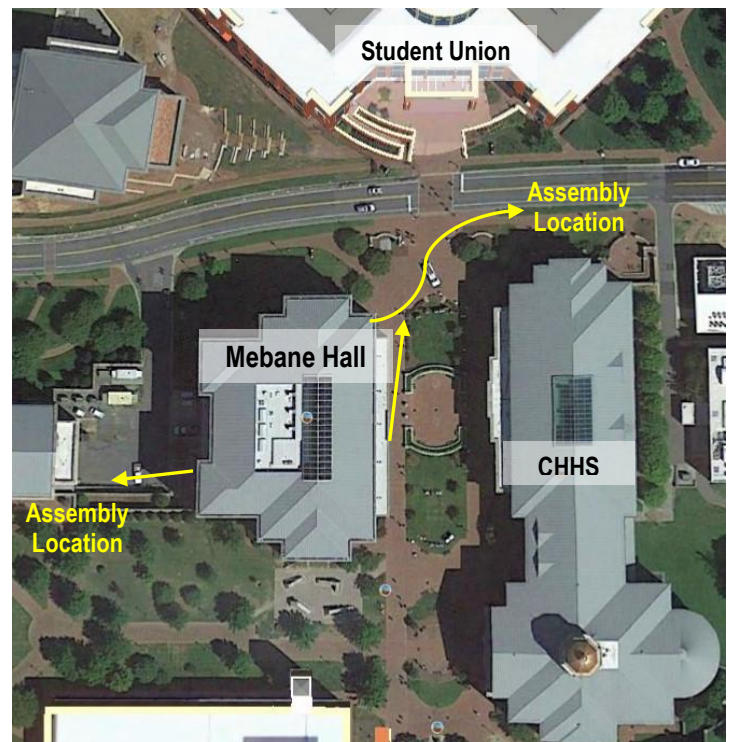 Student Union
Assembly
Location
Mebane Hall
CHHS
Assembly
Location